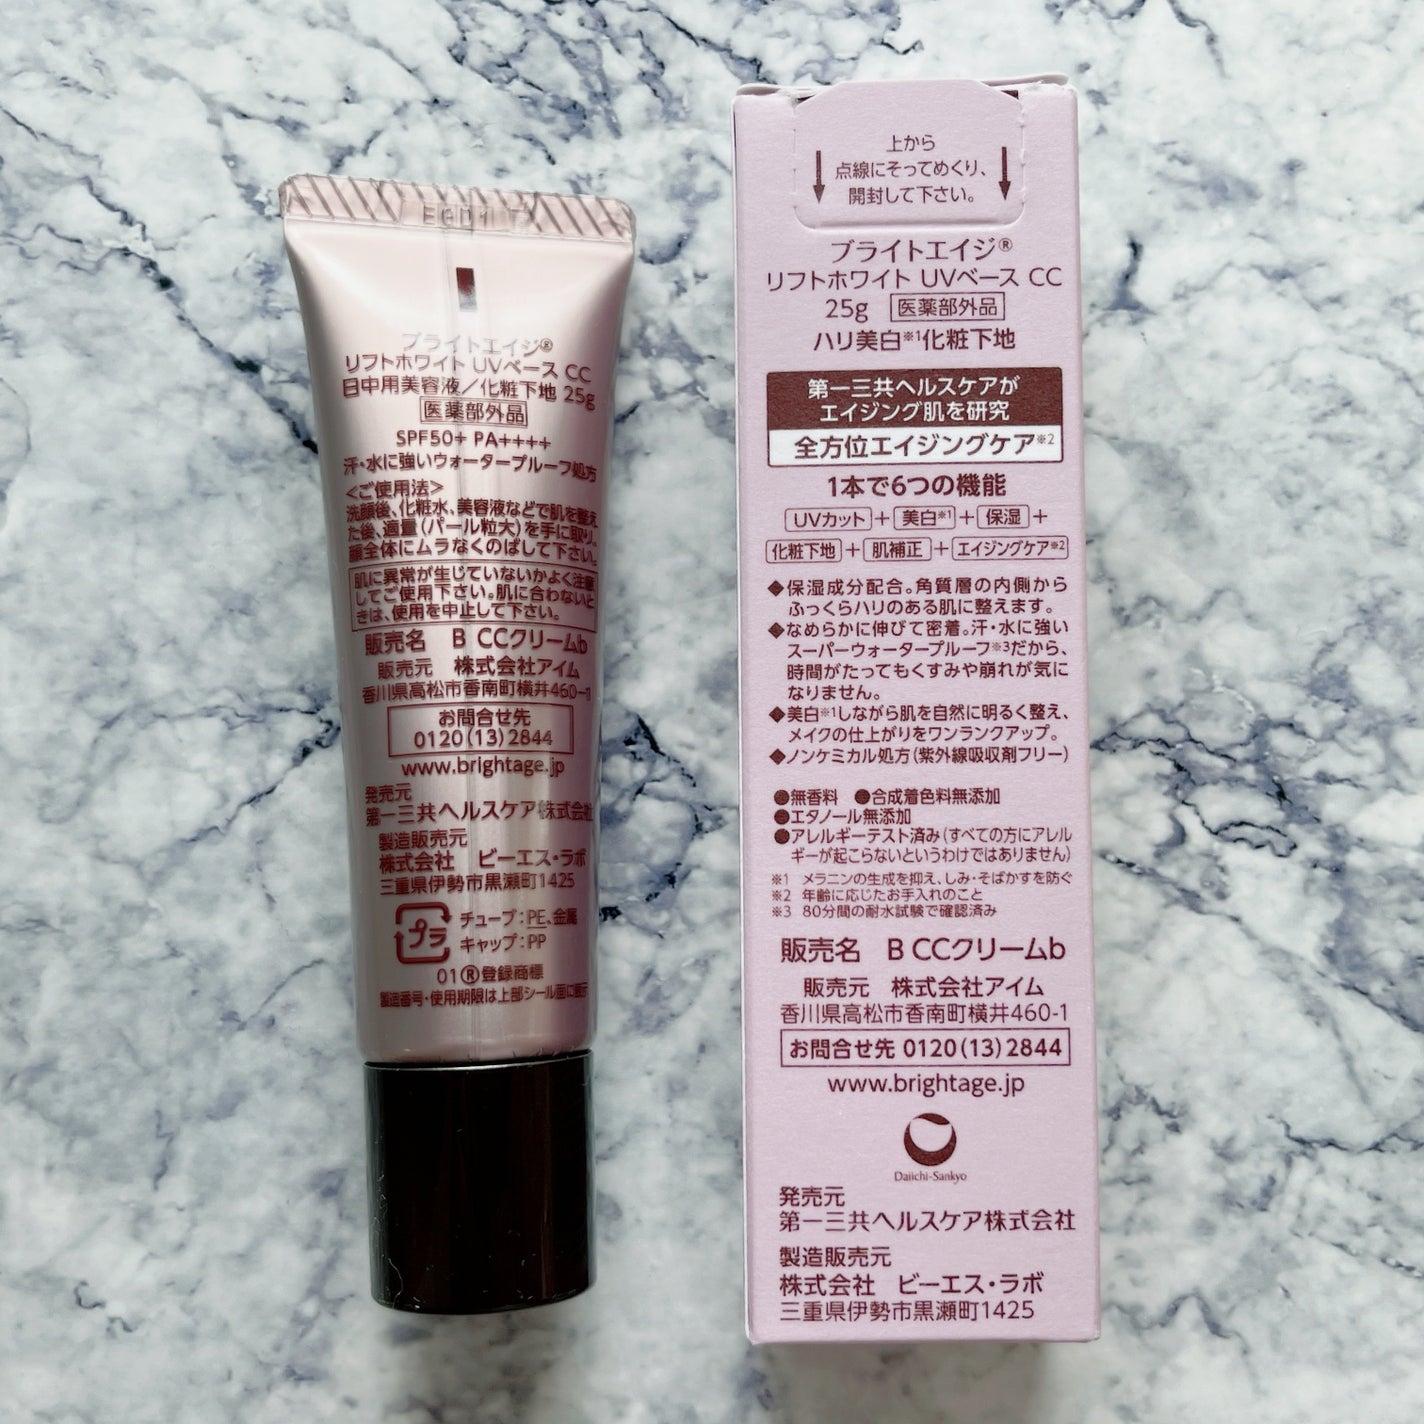 ブライトエイジ®
リフトホワイト UVベース CC
日中用美容液／化粧下地 25g
医薬部外品
SPF50+ PA++++
汗・水に強いウォータープルーフ処方
<ご使用法>
洗顔後、化粧水、美容液などで肌を整え
た後、適量(パール粒大)を手に取り、
顔全体にムラなくのばして下さい。
肌に異常が生じていないかよく注意
してご使用下さい。肌に合わないと
きは、使用を中止して下さい。
販売名 B CCクリームb
販売元 株式会社アイム
香川県高松市香南町横井460-1
お問合せ先
0120(13)2844
www.brightage.jp
発売元
第一三共ヘルスケア株式会社
製造販売元
株式会社 ビーエス・ラボ
三重県伊勢市黒瀬町1425
プラ
チューブ:PE、金属
キャップ:PP
01®登録商標
製造番号・使用期限は上部シール面に表示
上から
点線にそってめくり、
開封して下さい。
ブライトエイジ®
リフトホワイト UVベース CC
25g 医薬部外品
ハリ美白※1化粧下地
第一三共ヘルスケアが
エイジング肌を研究
全方位エイジングケア※2
1本で6つの機能
UVカット+美白※1+保湿+
化粧下地+肌補正+エイジングケア※2
◆保湿成分配合。角質層の内側から
ふっくらハリのある肌に整えます。
◆なめらかに伸びて密着。汗・水に強い
スーパーウォータープルーフ※3だから、
時間がたってもくすみや崩れが気に
なりません。
◆美白※1しながら肌を自然に明るく整え、
メイクの仕上がりをワンランクアップ。
◆ノンケミカル処方(紫外線吸収剤フリー)
●無香料 ●合成着色料無添加
●エタノール無添加
●アレルギーテスト済み(すべての方にアレル
ギーが起こらないというわけではありません)
※1 メラニンの生成を抑え、しみ・そばかすを防ぐ
※2 年齢に応じたお手入れのこと
※3 80分間の耐水試験で確認済み
販売名 B CCクリームb
販売元 株式会社アイム
香川県高松市香南町横井460-1
お問合せ先 0120(13)2844
www.brightage.jp
Daiichi-Sankyo
発売元
第一三共ヘルスケア株式会社
製造販売元
株式会社 ビーエス・ラボ
三重県伊勢市黒瀬町1425